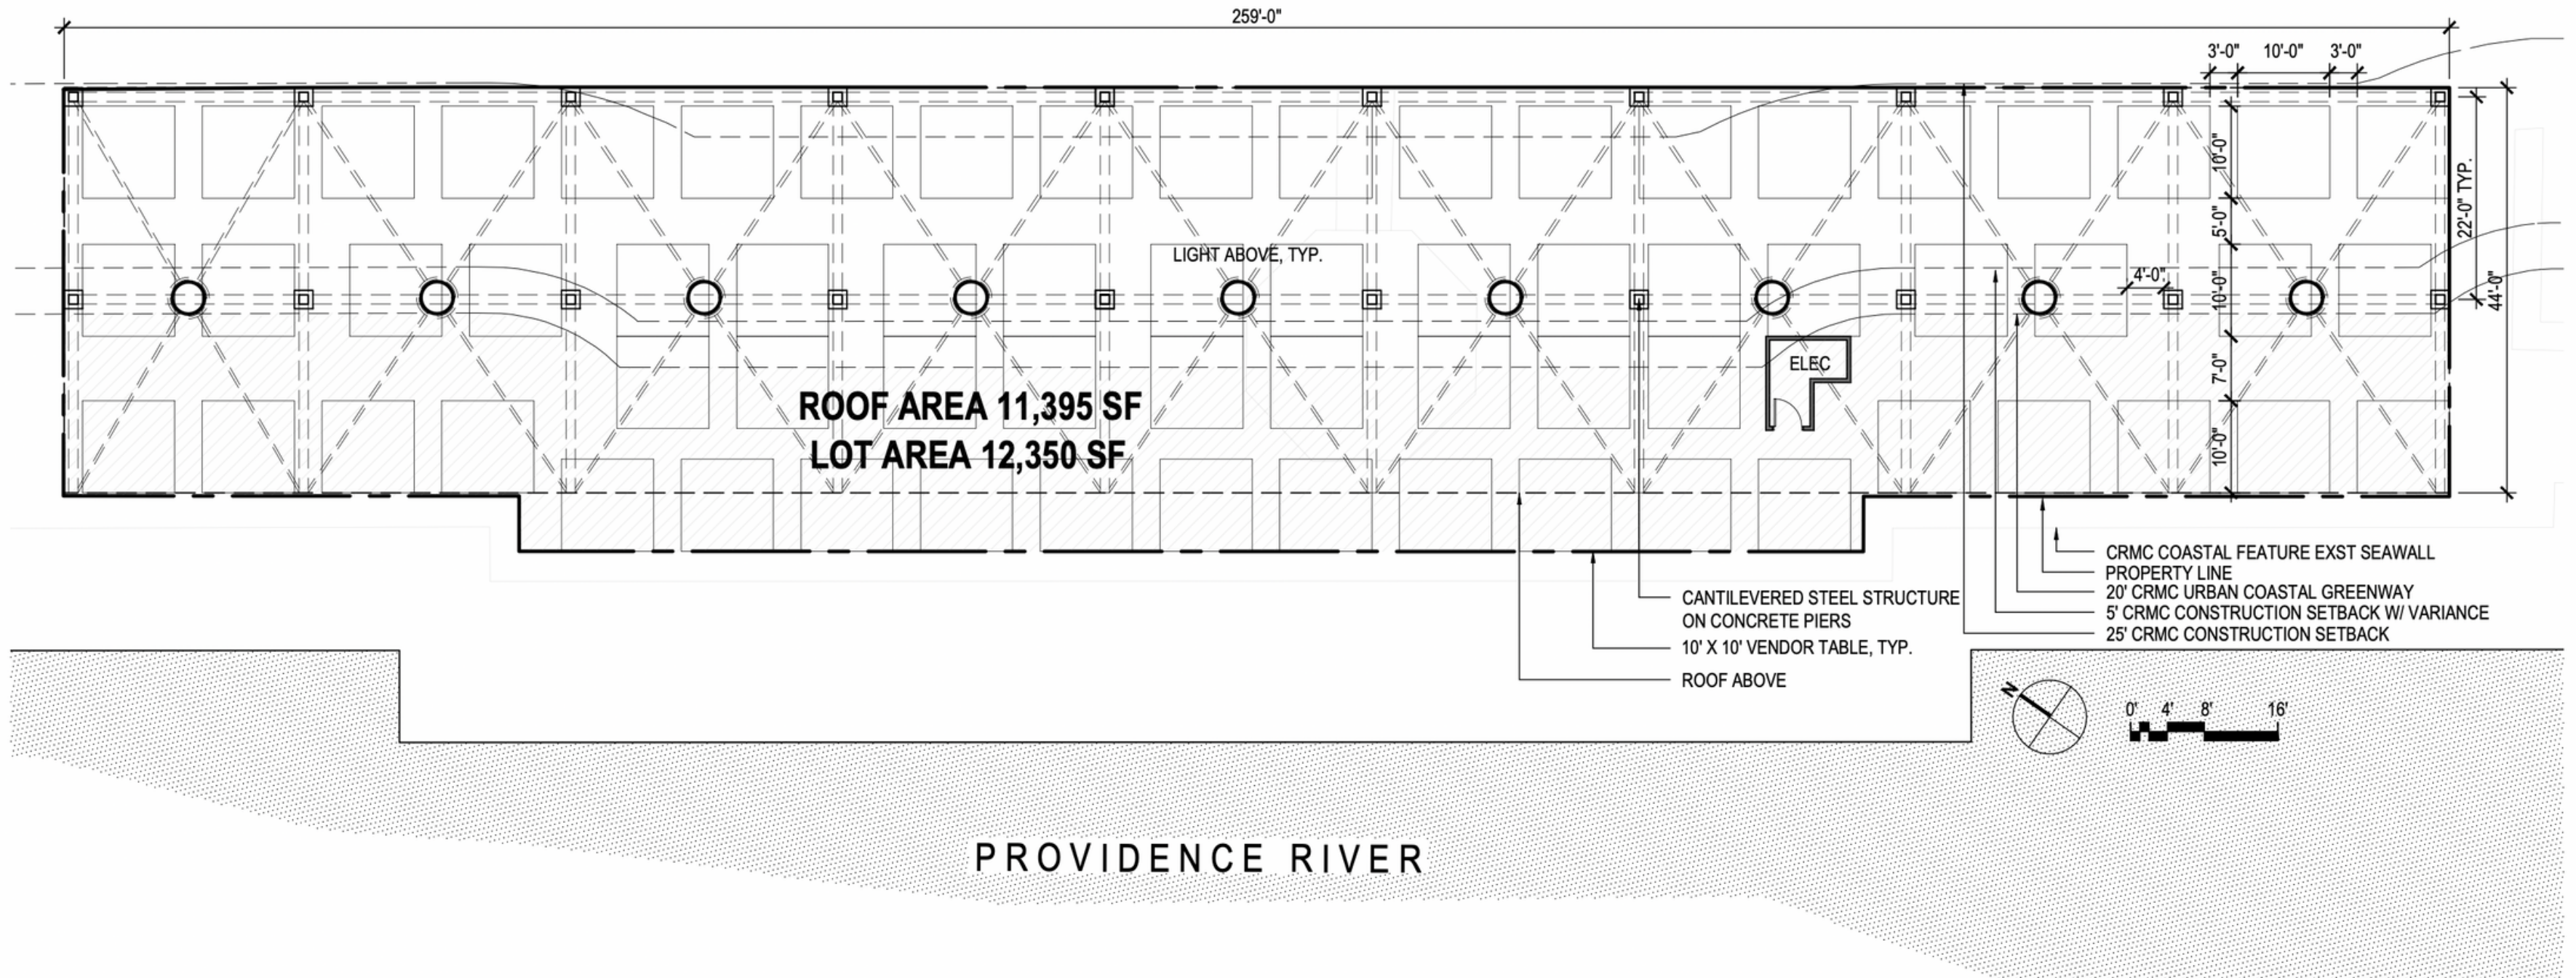 259'-0"
3'-0"
10'-0"
3'-0"
10'-0"
22'-0" TYP.
5'-0"
LIGHT ABOVE, TYP.
4'-0"
10'-0"
44'-0"
ELEC
7'-0"
ROOF AREA 11,395 SF
LOT AREA 12,350 SF
10'-0"
CRMC COASTAL FEATURE EXST SEAWALL
PROPERTY LINE
20' CRMC URBAN COASTAL GREENWAY
5' CRMC CONSTRUCTION SETBACK W/ VARIANCE
25' CRMC CONSTRUCTION SETBACK
CANTILEVERED STEEL STRUCTURE
ON CONCRETE PIERS
10' X 10' VENDOR TABLE, TYP.
ROOF ABOVE
N
0' 4' 8' 16'
PROVIDENCE RIVER